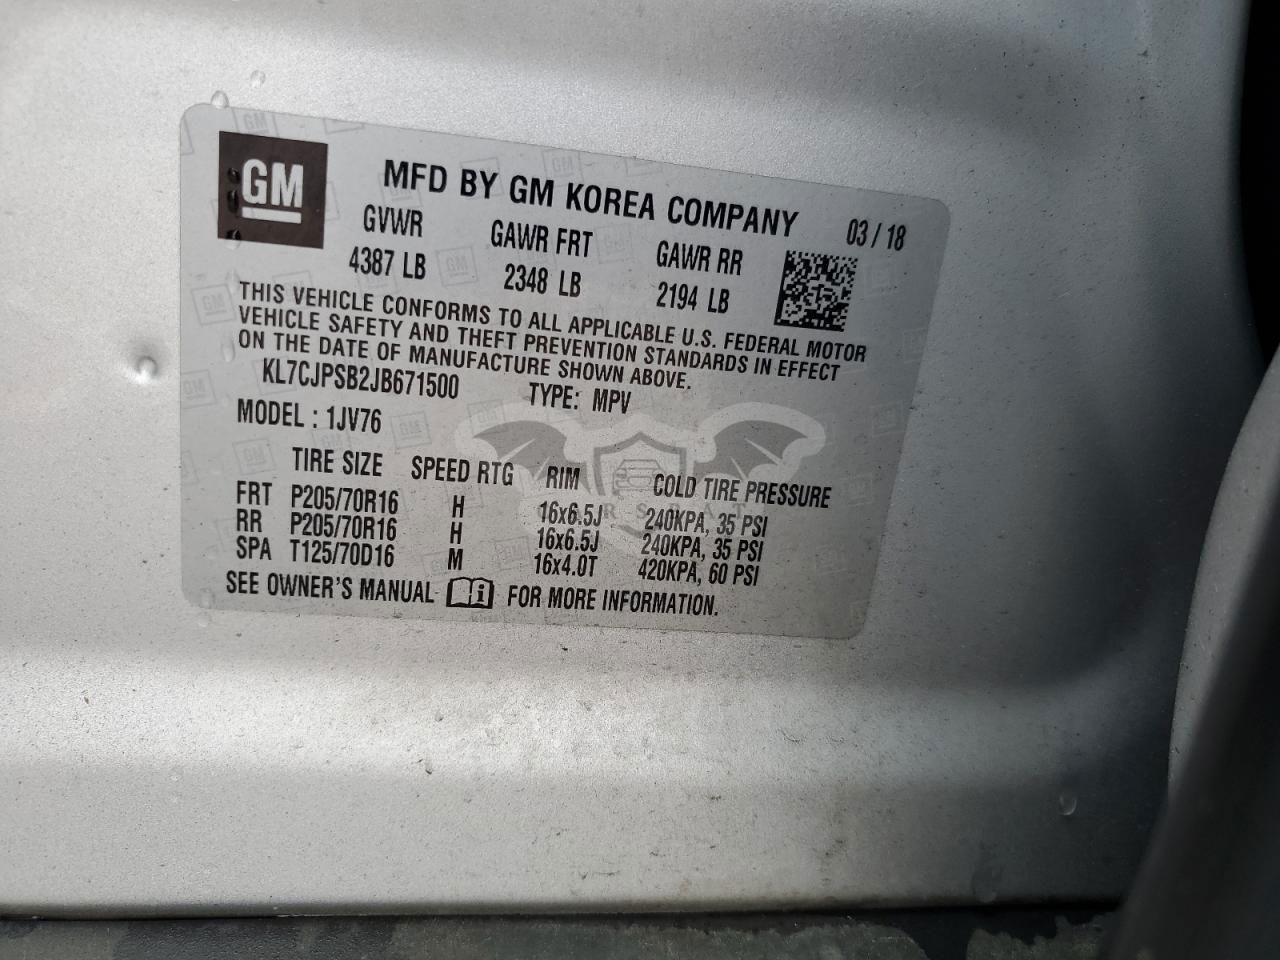 GM
MFD BY GM KOREA COMPANY 03/18
GVWR GAWR FRT GAWR RR
4387 LB 2348 LB 2194 LB
THIS VEHICLE CONFORMS TO ALL APPLICABLE U.S. FEDERAL MOTOR
VEHICLE SAFETY AND THEFT PREVENTION STANDARDS IN EFFECT
ON THE DATE OF MANUFACTURE SHOWN ABOVE.
KL7CJPSB2JB671500 TYPE: MPV
MODEL : 1JV76
TIRE SIZE SPEED RTG RIM COLD TIRE PRESSURE
FRT P205/70R16 H 16x6.5J 240KPA, 35 PSI
RR P205/70R16 H 16x6.5J 240KPA, 35 PSI
SPA T125/70D16 M 16x4.0T 420KPA, 60 PSI
SEE OWNER'S MANUAL i FOR MORE INFORMATION.